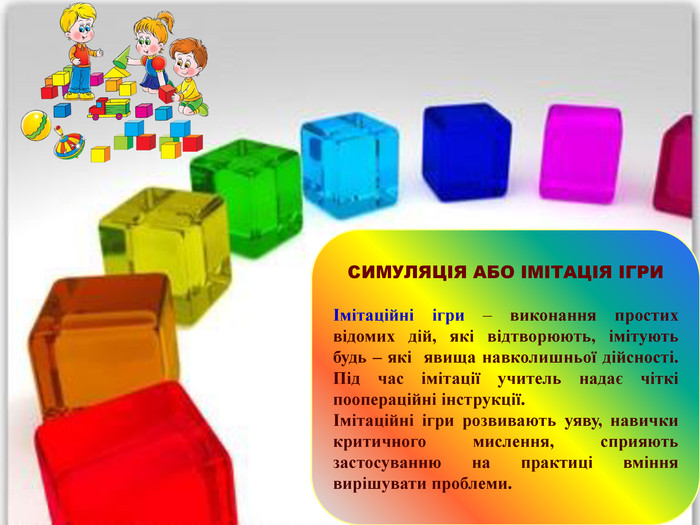 СИМУЛЯЦІЯ АБО ІМІТАЦІЯ ІГРИ
Імітаційні ігри – виконання простих
відомих дій, які відтворюють, імітують
будь – які явища навколишньої дійсності.
Під час імітації учитель надає чіткі
поопераційні інструкції.
Імітаційні ігри розвивають уяву, навички
критичного мислення, сприяють
застосуванню на практиці вміння
вирішувати проблеми.